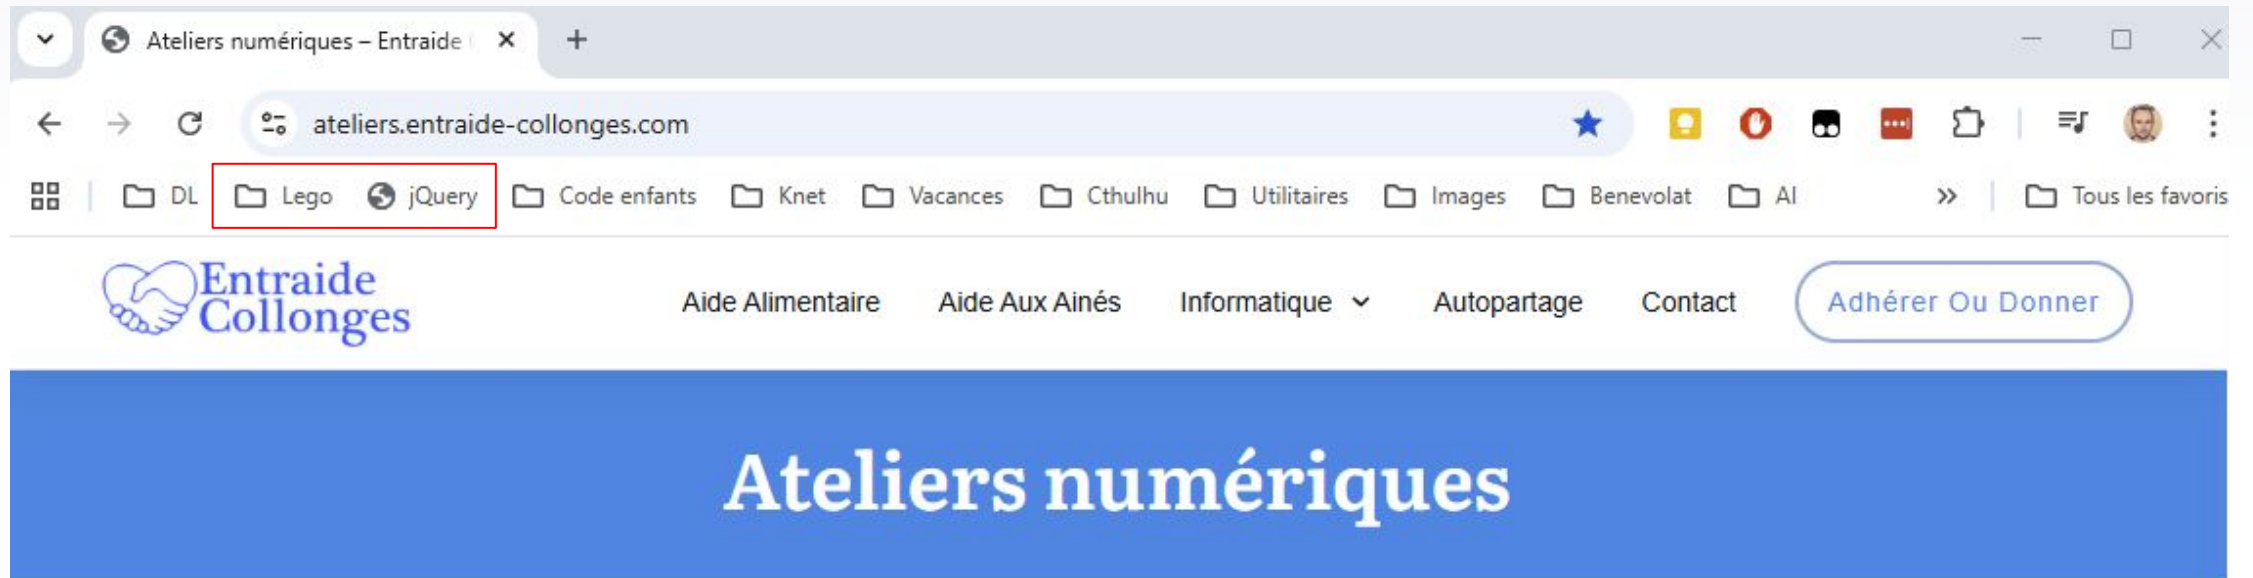 Ateliers numériques – Entraide
ateliers.entraide-collonges.com
DL Lego jQuery Code enfants Knet Vacances Cthulhu Utilitaires Images Benevolat AI » Tous les favoris
Entraide
Collonges
Aide Alimentaire Aide Aux Ainés Informatique Autopartage Contact Adhérer Ou Donner
Ateliers numériques